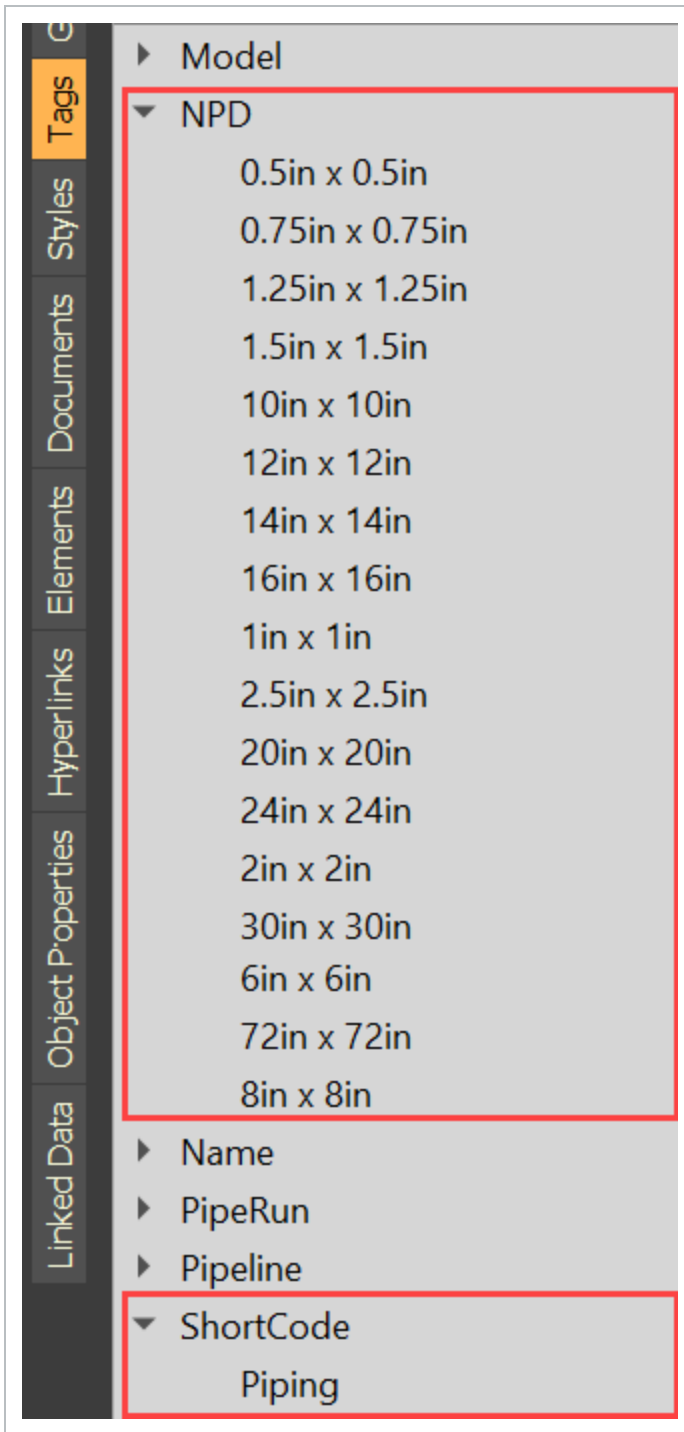 G
Tags
Styles
Documents
Elements
Hyperlinks
Object Properties
Linked Data
Model
NPD
0.5in x 0.5in
0.75in x 0.75in
1.25in x 1.25in
1.5in x 1.5in
10in x 10in
12in x 12in
14in x 14in
16in x 16in
1in x 1in
2.5in x 2.5in
20in x 20in
24in x 24in
2in x 2in
30in x 30in
6in x 6in
72in x 72in
8in x 8in
Name
PipeRun
Pipeline
ShortCode
Piping